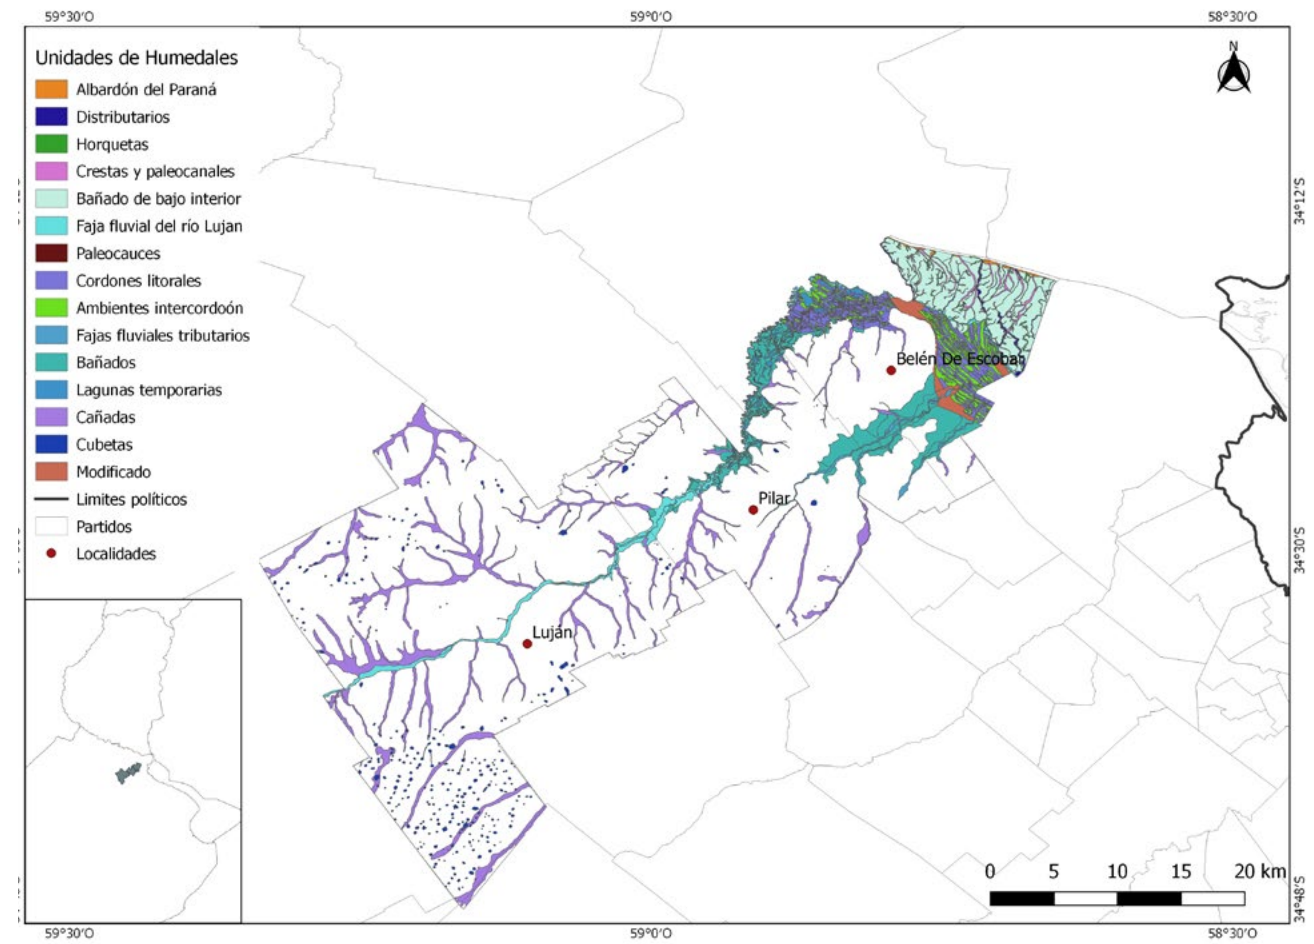 59°30'O
59°0'O
58°30'O
Unidades de Humedales
Albardón del Paraná
Distributarios
Horquetas
Crestas y paleocanales
Bañado de bajo interior
Faja fluvial del río Lujan
Paleocauces
Cordones litorales
Ambientes intercordoón
Fajas fluviales tributarios
Bañados
Lagunas temporarias
Cañadas
Cubetas
Modificado
Limites políticos
Partidos
Localidades
N
34°12'S
Belén De Escobar
Pilar
34°30'S
Luján
0 5 10 15 20 km
34°48'S
59°30'O
59°0'O
58°30'O